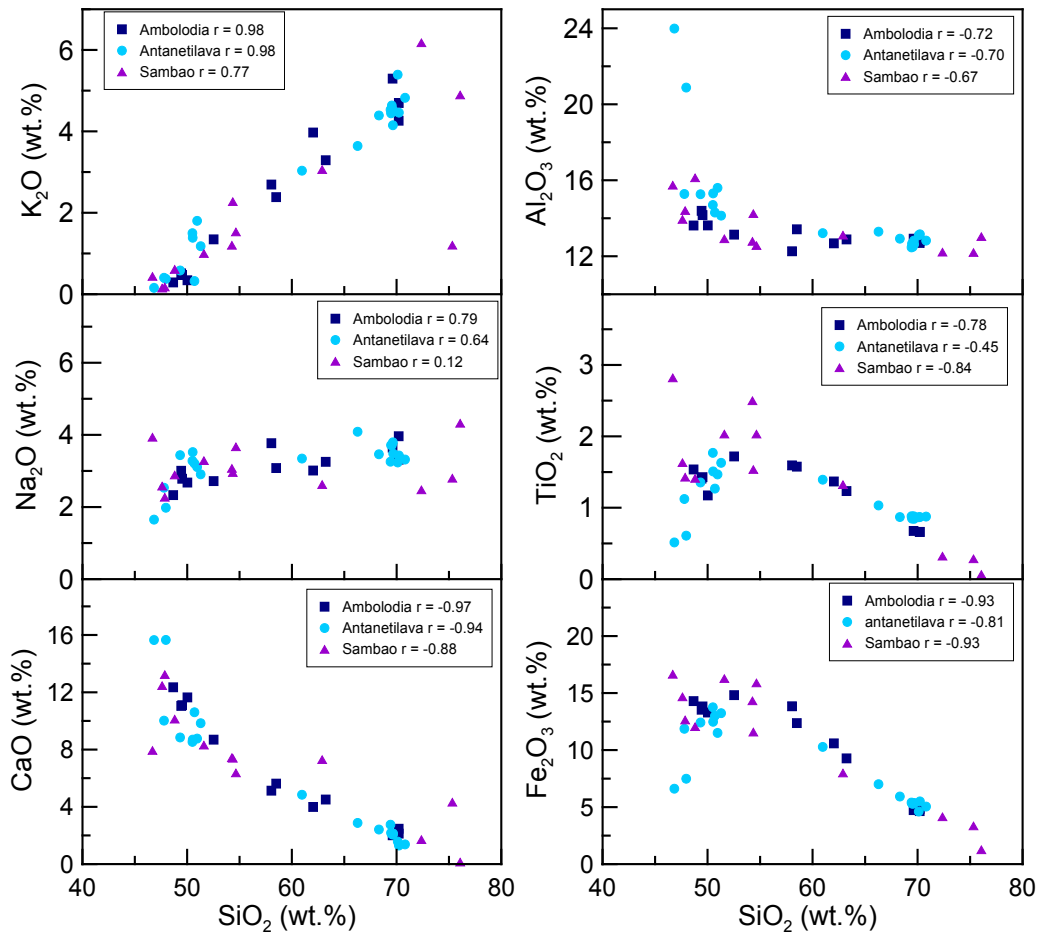 Ambolodia r = 0.98
Antanetilava r = 0.98
Sambao r = 0.77
6
4
2
0
K₂O (wt.%)
Ambolodia r = -0.72
Antanetilava r = -0.70
Sambao r = -0.67
24
20
16
12
Al₂O₃ (wt.%)
Ambolodia r = 0.79
Antanetilava r = 0.64
Sambao r = 0.12
6
4
2
0
Na₂O (wt.%)
Ambolodia r = -0.78
Antanetilava r = -0.45
Sambao r = -0.84
3
2
1
0
TiO₂ (wt.%)
Ambolodia r = -0.97
Antanetilava r = -0.94
Sambao r = -0.88
16
12
8
4
0
CaO (wt.%)
40 50 60 70 80
SiO₂ (wt.%)
Ambolodia r = -0.93
antanetilava r = -0.81
Sambao r = -0.93
20
15
10
5
0
Fe₂O₃ (wt.%)
40 50 60 70 80
SiO₂ (wt.%)